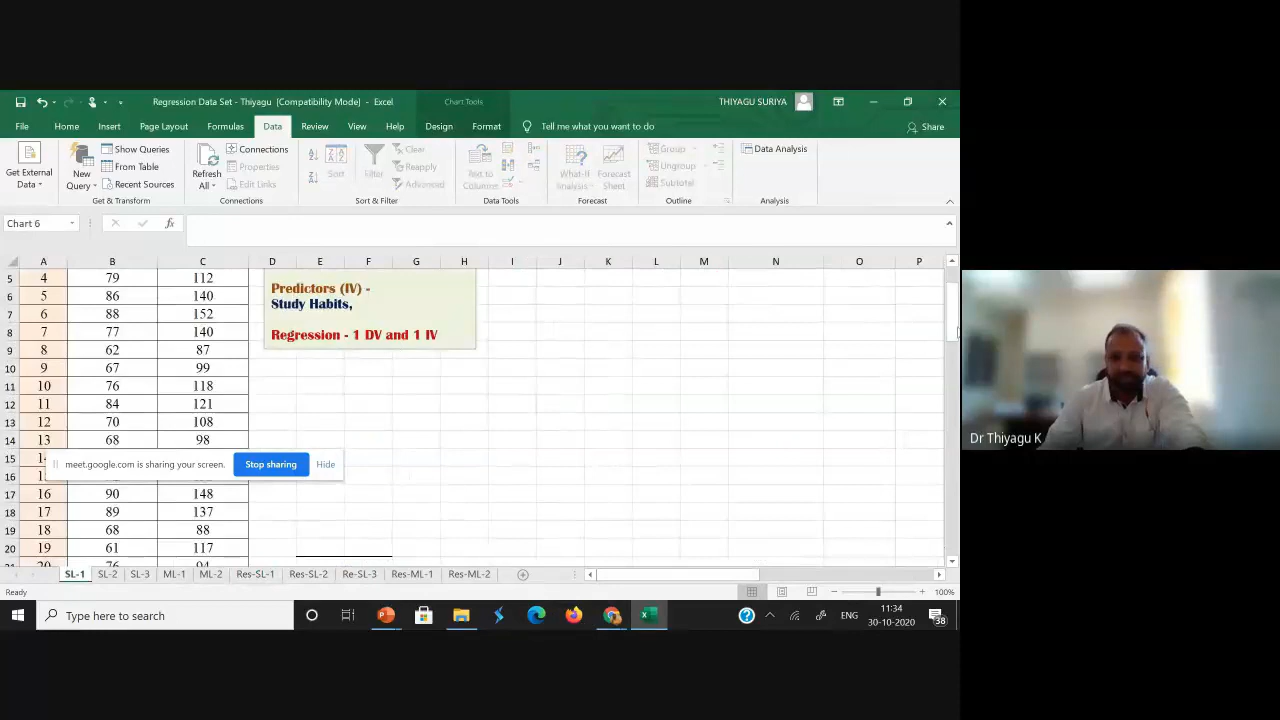 Regression Data Set - Thiyagu [Compatibility Mode] - Excel
Chart Tools
THIYAGU SURIYA
File Home Insert Page Layout Formulas Data Review View Help Design Format Tell me what you want to do Share
Get External Data
New Query
Show Queries
From Table
Recent Sources
Get & Transform
Refresh All
Connections
Properties
Edit Links
Connections
Sort
Filter
Clear
Reapply
Advanced
Sort & Filter
Text to Columns
Data Tools
What-If Analysis
Forecast Sheet
Forecast
Group
Ungroup
Subtotal
Outline
Data Analysis
Analysis
Chart 6
fx
A B C D E F G H I J K L M N O P
5 4 79 112
6 5 86 140
7 6 88 152
8 7 77 140
9 8 62 87
10 9 67 99
11 10 76 118
12 11 84 121
13 12 70 108
14 13 68 98
15
16
17 16 90 148
18 17 89 137
19 18 68 88
20 19 61 117
Predictors (IV) -
Study Habits,
Regression - 1 DV and 1 IV
meet.google.com is sharing your screen. Stop sharing Hide
SL-1 SL-2 SL-3 ML-1 ML-2 Res-SL-1 Res-SL-2 Re-SL-3 Res-ML-1 Res-ML-2
Ready
100%
Type here to search
ENG
11:34
30-10-2020
38
Dr Thiyagu K